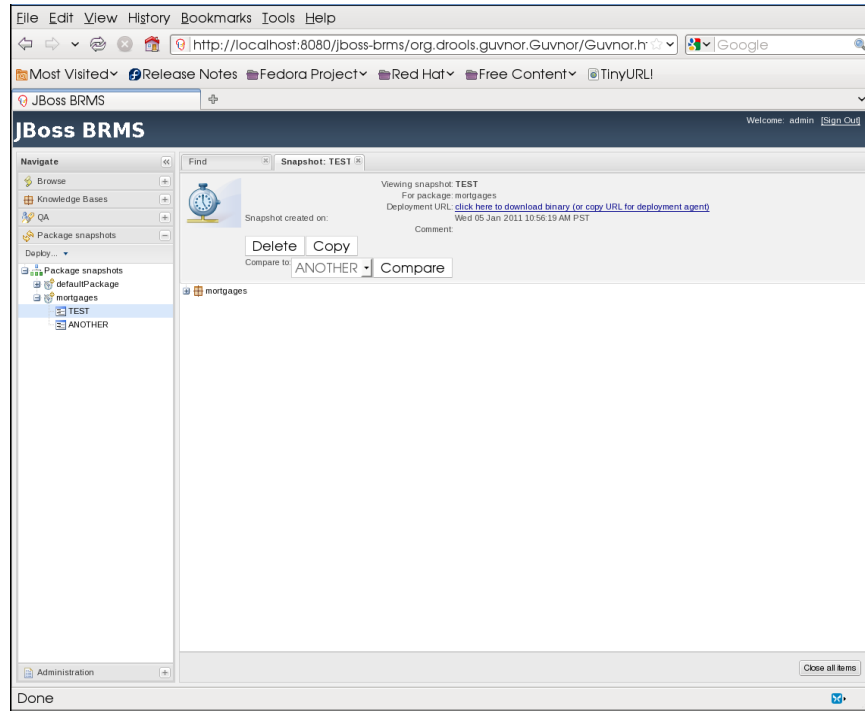 File Edit View History Bookmarks Tools Help
http://localhost:8080/jboss-brms/org.drools.guvnor.Guvnor/Guvnor.h Google
Most Visited Release Notes Fedora Project Red Hat Free Content TinyURL!
JBoss BRMS
JBoss BRMS
Welcome: admin [Sign Out]
Navigate
Browse
Knowledge Bases
QA
Package snapshots
Deploy...
Package snapshots
defaultPackage
mortgages
TEST
ANOTHER
Administration
Find Snapshot: TEST
Viewing snapshot: TEST
For package: mortgages
Deployment URL: click here to download binary (or copy URL for deployment agent)
Snapshot created on: Wed 05 Jan 2011 10:56:19 AM PST
Comment:
Delete Copy
Compare to: ANOTHER Compare
mortgages
Close all items
Done